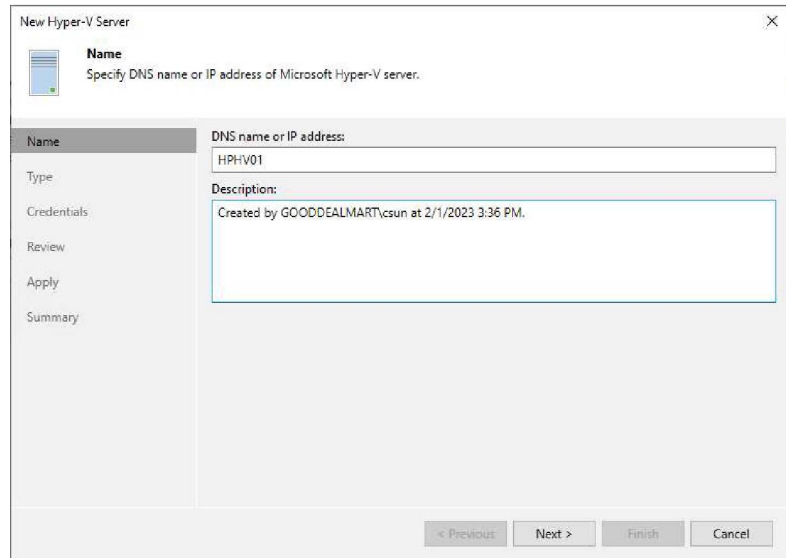 New Hyper-V Server
Name
Specify DNS name or IP address of Microsoft Hyper-V server.
Name
Type
Credentials
Review
Apply
Summary
DNS name or IP address:
HPHV01
Description:
Created by GOODDEALMART\csun at 2/1/2023 3:36 PM.
< Previous
Next >
Finish
Cancel